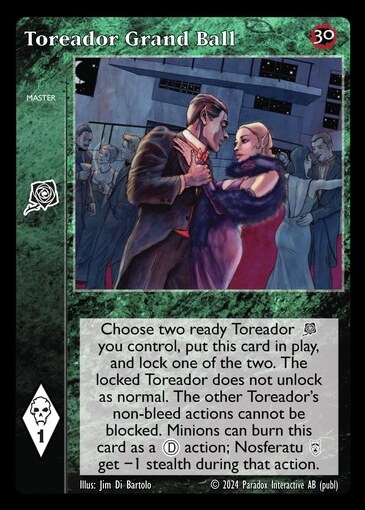 Toreador Grand Ball
30
MASTER
1
Choose two ready Toreador
you control, put this card in play,
and lock one of the two. The
locked Toreador does not unlock
as normal. The other Toreador's
non-bleed actions cannot be
blocked. Minions can burn this
card as a D action; Nosferatu
get −1 stealth during that action.
Illus: Jim Di Bartolo © 2024 Paradox Interactive AB (publ)